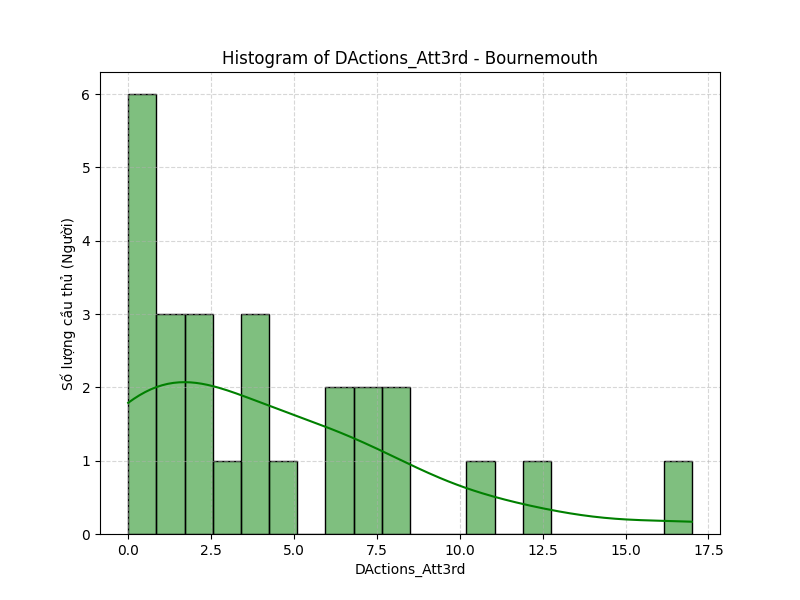 Histogram of DActions_Att3rd - Bournemouth
Số lượng cầu thủ (Người)
6
5
4
3
2
1
0
0.0 2.5 5.0 7.5 10.0 12.5 15.0 17.5
DActions_Att3rd